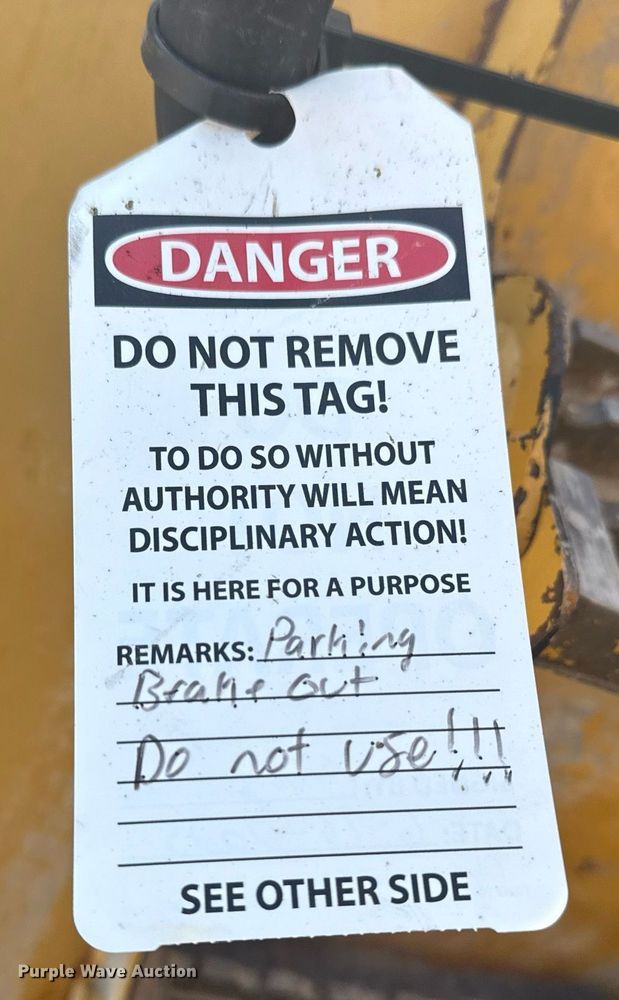 DANGER
DO NOT REMOVE
THIS TAG!
TO DO SO WITHOUT
AUTHORITY WILL MEAN
DISCIPLINARY ACTION!
IT IS HERE FOR A PURPOSE
REMARKS: Parking
Brake out
Do not use!!!
SEE OTHER SIDE
Purple Wave Auction